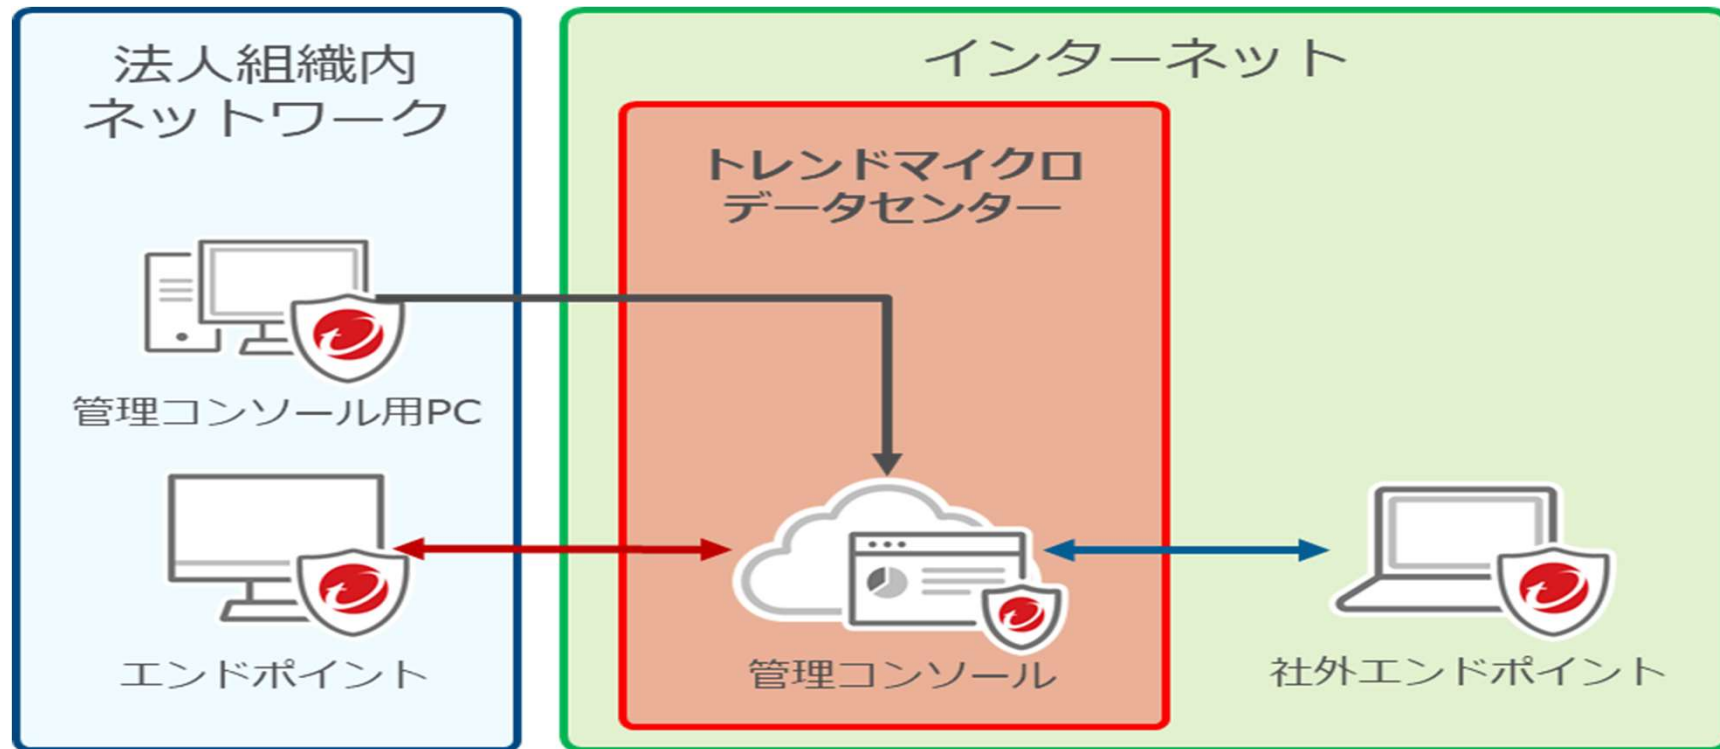 法人組織内
ネットワーク
インターネット
トレンドマイクロ
データセンター
管理コンソール用PC
エンドポイント
管理コンソール
社外エンドポイント